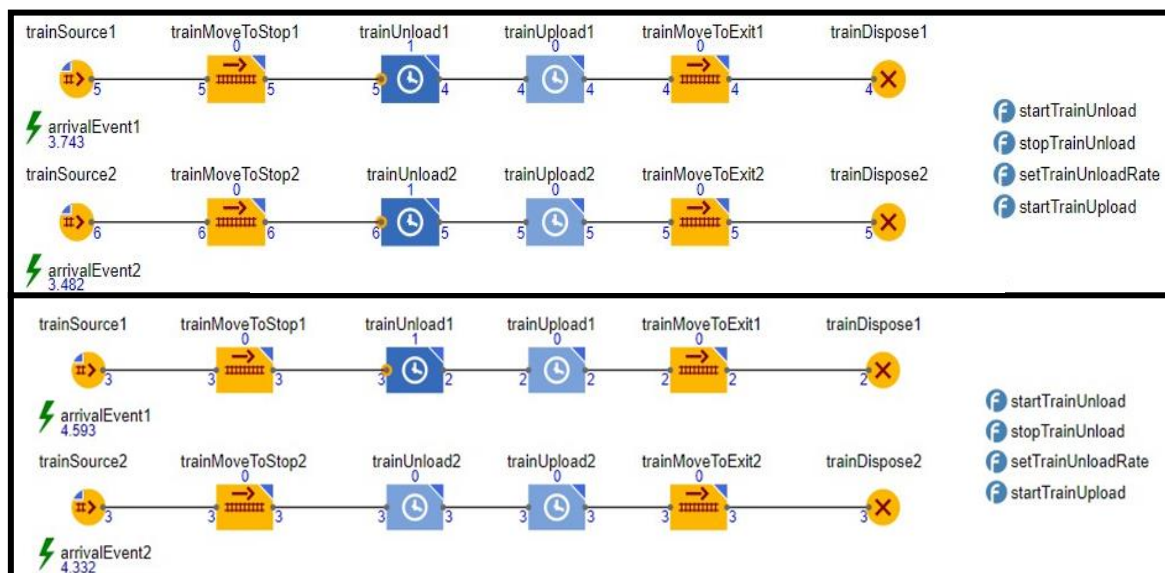 trainSource1 trainMoveToStop1 trainUnload1 trainUpload1 trainMoveToExit1 trainDispose1
0 1 0 0
5 5 5 5 4 4 4 4 4 4
arrivalEvent1
3.743
trainSource2 trainMoveToStop2 trainUnload2 trainUpload2 trainMoveToExit2 trainDispose2
0 1 0 0
6 6 6 6 5 5 5 5 5 5
arrivalEvent2
3.482
F startTrainUnload
F stopTrainUnload
F setTrainUnloadRate
F startTrainUpload
trainSource1 trainMoveToStop1 trainUnload1 trainUpload1 trainMoveToExit1 trainDispose1
0 1 0 0
3 3 3 3 2 2 2 2 2 2
arrivalEvent1
4.593
trainSource2 trainMoveToStop2 trainUnload2 trainUpload2 trainMoveToExit2 trainDispose2
0 0 0 0
3 3 3 3 3 3 3 3 3 3
arrivalEvent2
4.332
F startTrainUnload
F stopTrainUnload
F setTrainUnloadRate
F startTrainUpload